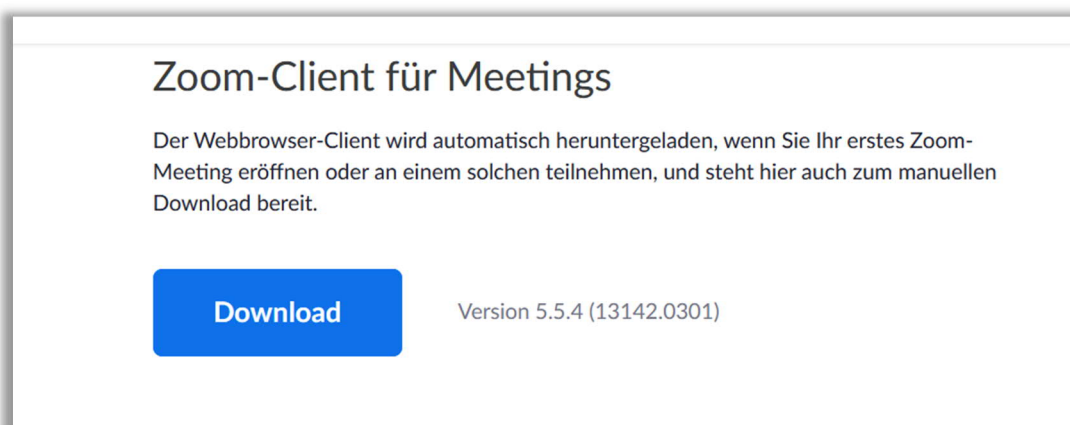 Zoom-Client für Meetings
Der Webbrowser-Client wird automatisch heruntergeladen, wenn Sie Ihr erstes Zoom-
Meeting eröffnen oder an einem solchen teilnehmen, und steht hier auch zum manuellen
Download bereit.
Download
Version 5.5.4 (13142.0301)